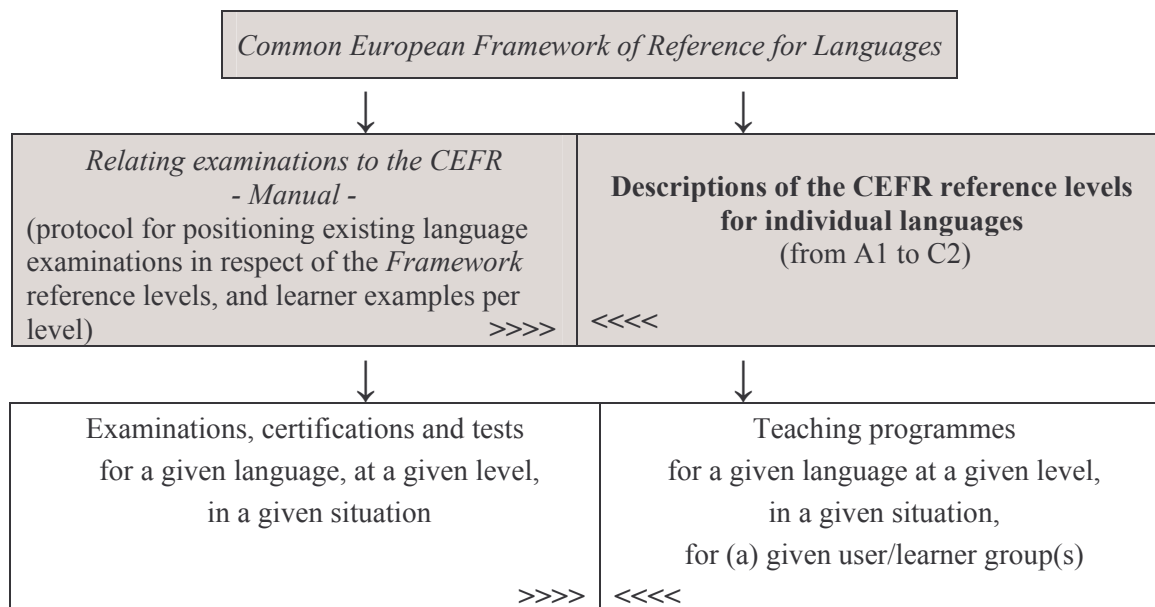 Common European Framework of Reference for Languages
Relating examinations to the CEFR
- Manual -
(protocol for positioning existing language
examinations in respect of the Framework
reference levels, and learner examples per
level)
>>>>
Descriptions of the CEFR reference levels
for individual languages
(from A1 to C2)
<<<<
Examinations, certifications and tests
for a given language, at a given level,
in a given situation
>>>>
Teaching programmes
for a given language at a given level,
in a given situation,
for (a) given user/learner group(s)
<<<<